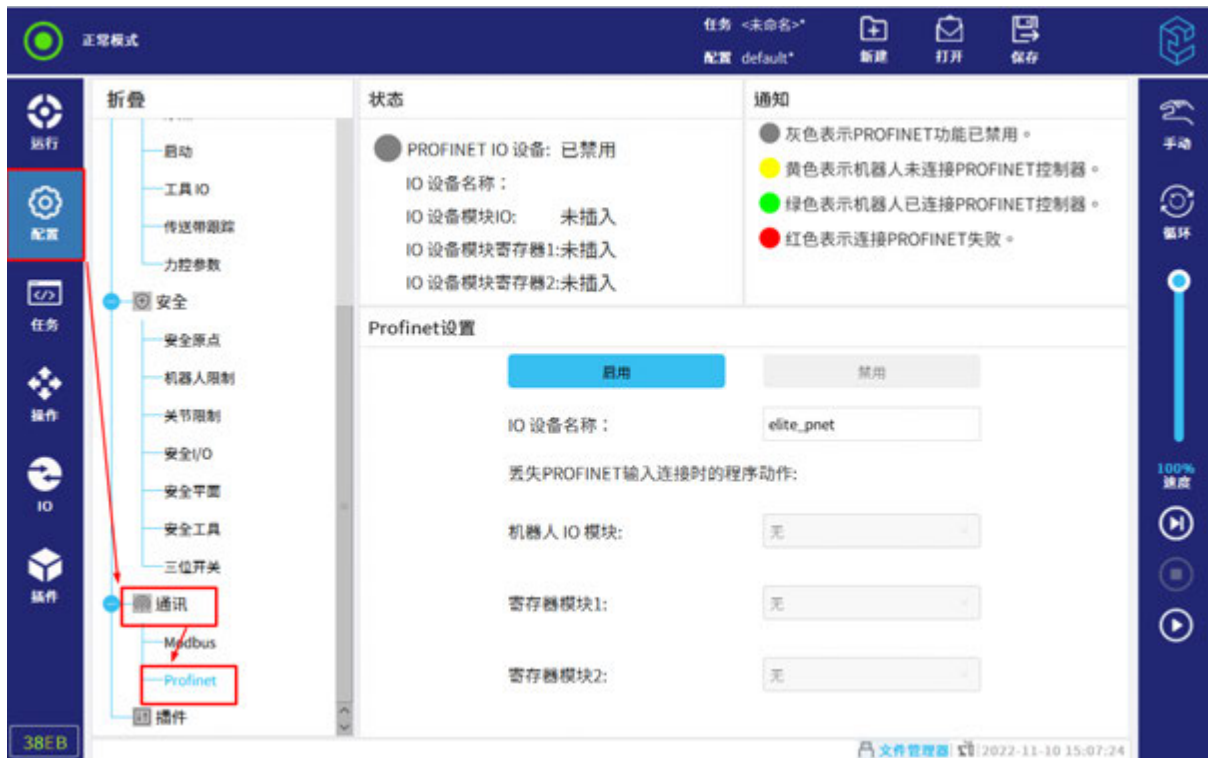 正常模式
任务 <未命名>*
配置 default*
新建
打开
保存
运行
配置
任务
操作
IO
插件
38EB
折叠
启动
工具 IO
传送带跟踪
力控参数
安全
安全原点
机器人限制
关节限制
安全I/O
安全平面
安全工具
三位开关
通讯
Modbus
Profinet
插件
状态
PROFINET IO 设备: 已禁用
IO 设备名称：
IO 设备模块IO: 未插入
IO 设备模块寄存器1:未插入
IO 设备模块寄存器2:未插入
通知
灰色表示PROFINET功能已禁用。
黄色表示机器人未连接PROFINET控制器。
绿色表示机器人已连接PROFINET控制器。
红色表示连接PROFINET失败。
Profinet设置
启用
禁用
IO 设备名称：
elite_pnet
丢失PROFINET输入连接时的程序动作:
机器人 IO 模块:
无
寄存器模块1:
无
寄存器模块2:
无
文件管理器
2022-11-10 15:07:24
手动
循环
100%
速度